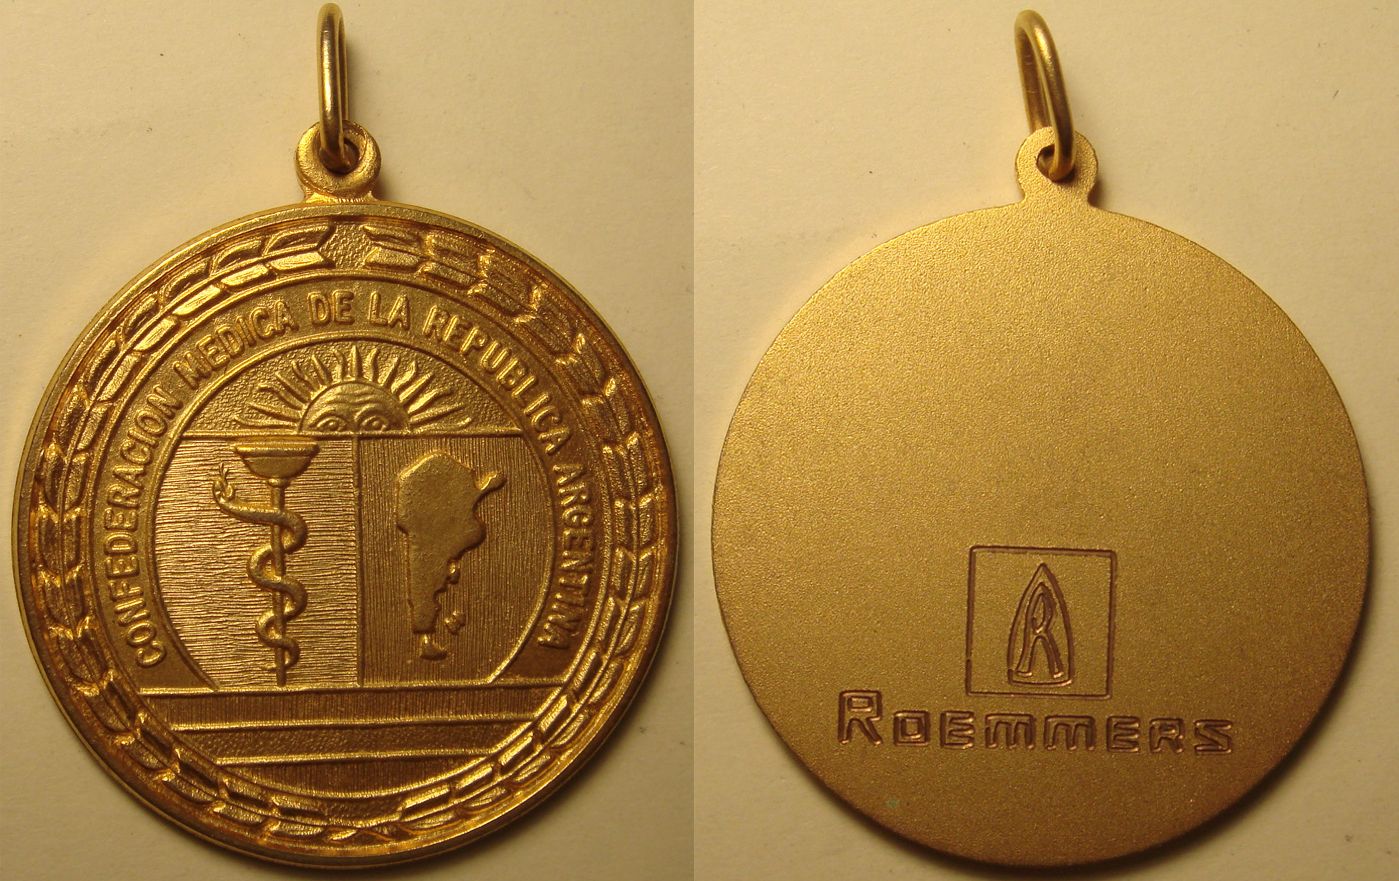 CONFEDERACION MEDICA DE LA REPUBLICA ARGENTINA
R
ROEMMERS